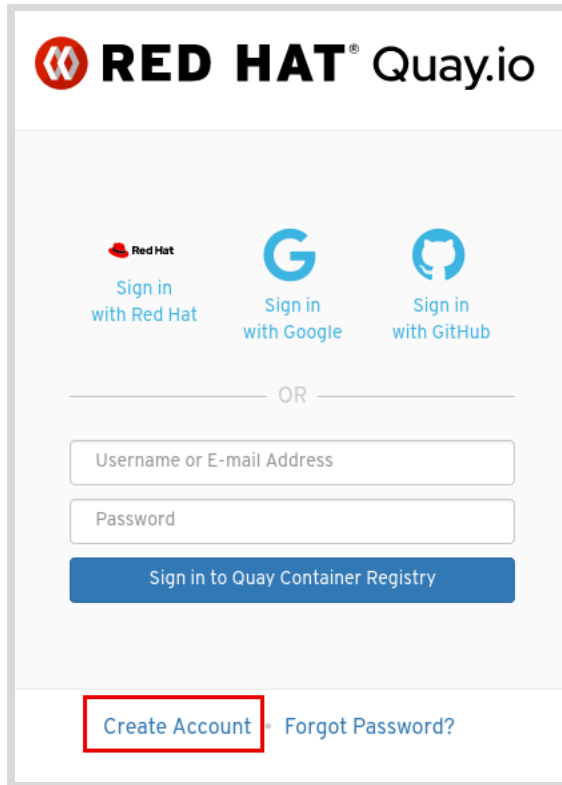 RED HAT® Quay.io
Red Hat
Sign in
with Red Hat
Sign in
with Google
Sign in
with GitHub
OR
Username or E-mail Address
Password
Sign in to Quay Container Registry
Create Account • Forgot Password?